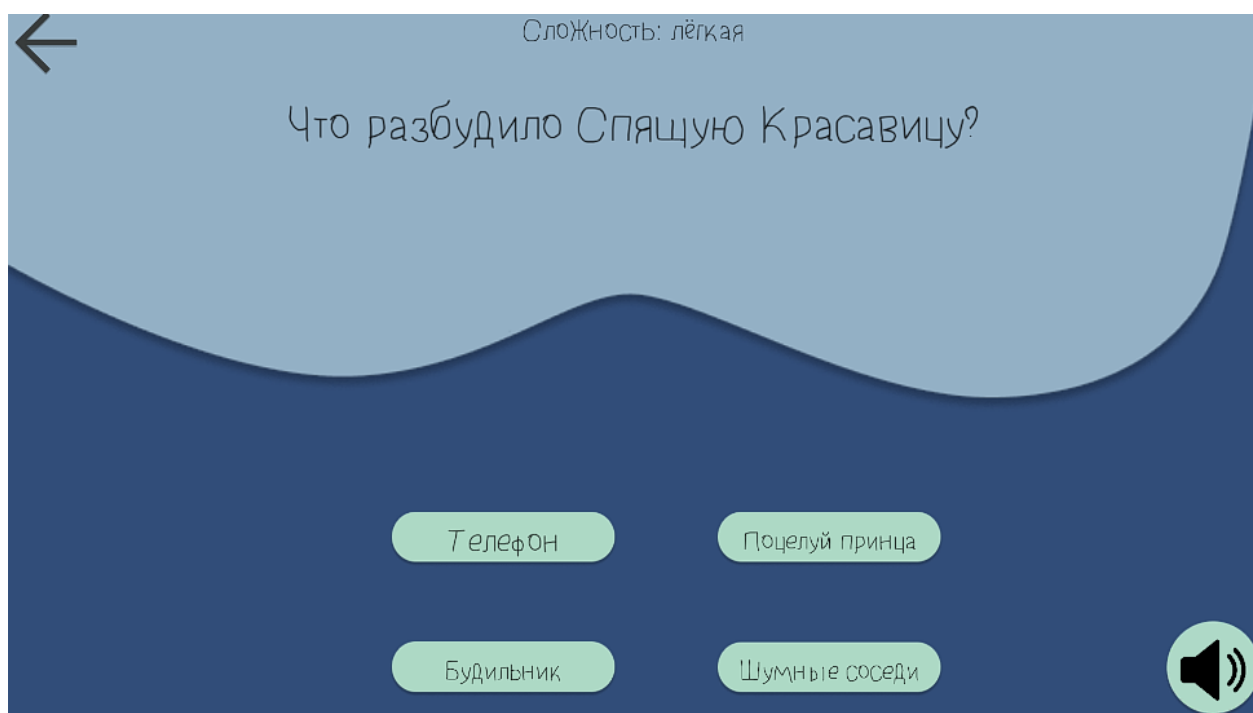 Сложность: лёгкая
Что разбудило Спящую Красавицу?
Телефон
Поцелуй принца
Будильник
Шумные соседи